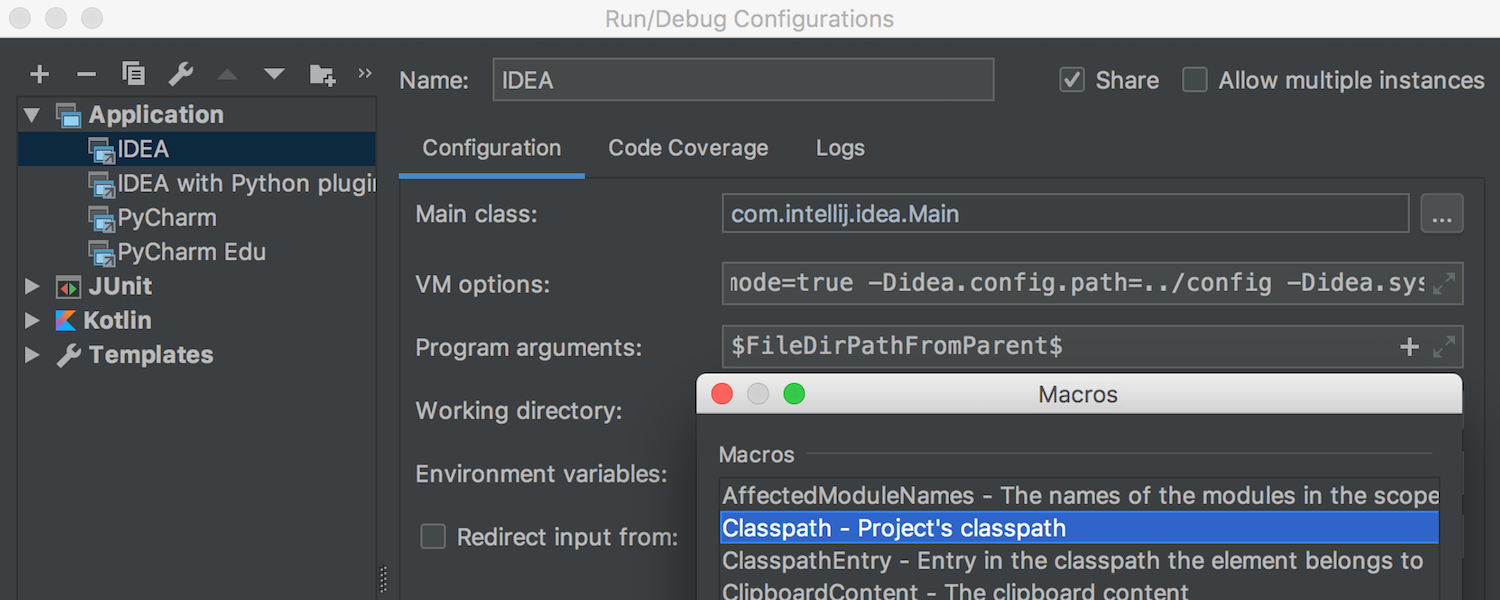 Run/Debug Configurations
Name: IDEA Share Allow multiple instances
Application
IDEA
IDEA with Python plugin
PyCharm
PyCharm Edu
JUnit
Kotlin
Templates
Configuration Code Coverage Logs
Main class: com.intellij.idea.Main ...
VM options: mode=true -Didea.config.path=../config -Didea.sys
Program arguments: $FileDirPathFromParent$
Working directory:
Environment variables:
Redirect input from:
Macros
Macros
AffectedModuleNames - The names of the modules in the scope
Classpath - Project's classpath
ClasspathEntry - Entry in the classpath the element belongs to
ClipboardContent - The clipboard content